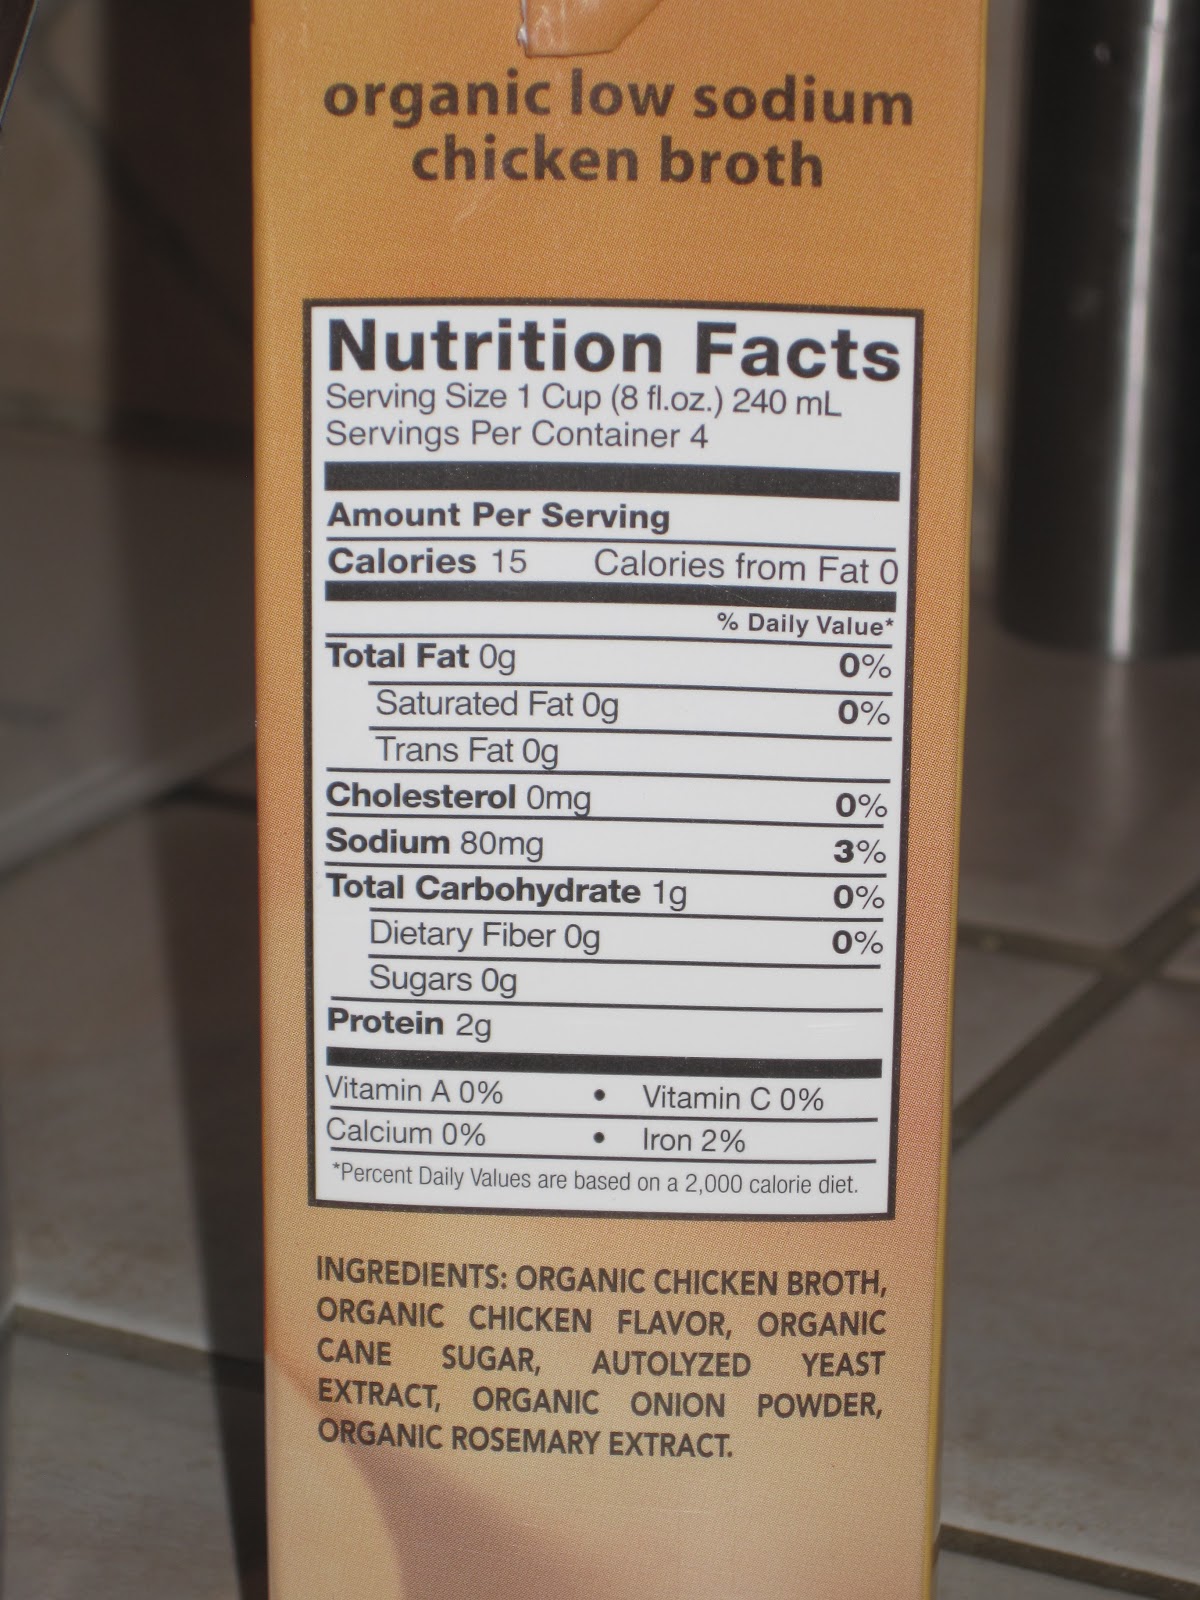 organic low sodium
chicken broth
Nutrition Facts
Serving Size 1 Cup (8 fl.oz.) 240 mL
Servings Per Container 4
Amount Per Serving
Calories 15 Calories from Fat 0
% Daily Value*
Total Fat 0g 0%
Saturated Fat 0g 0%
Trans Fat 0g
Cholesterol 0mg 0%
Sodium 80mg 3%
Total Carbohydrate 1g 0%
Dietary Fiber 0g 0%
Sugars 0g
Protein 2g
Vitamin A 0% • Vitamin C 0%
Calcium 0% • Iron 2%
*Percent Daily Values are based on a 2,000 calorie diet.
INGREDIENTS: ORGANIC CHICKEN BROTH,
ORGANIC CHICKEN FLAVOR, ORGANIC
CANE SUGAR, AUTOLYZED YEAST
EXTRACT, ORGANIC ONION POWDER,
ORGANIC ROSEMARY EXTRACT.